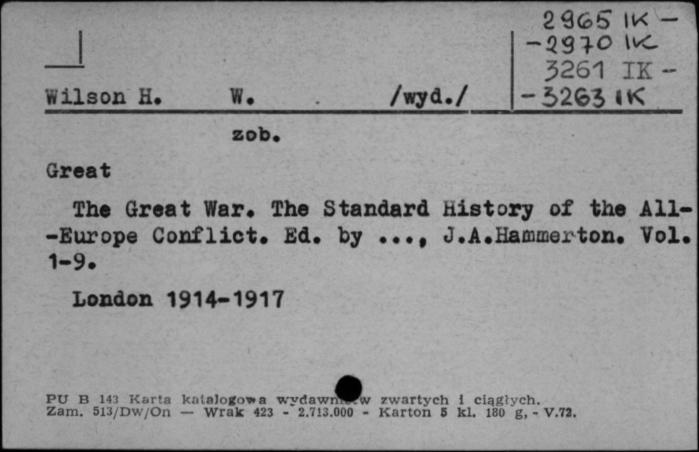 2965 IK -
- 2970 IK
3261 IK -
Wilson H. W. /wyd./ - 3263 IK
zob.
Great
The Great War. The Standard History of the All-
-Europe Conflict. Ed. by ..., J.A.Hammerton. Vol.
1-9.
London 1914-1917
PU B 143 Karta katalogowa zwartych i ciągłych.
Zam. 513/DW/On — Wrak 423 - 2.713.000 - Karton 5 kl. 180 g, - V.72.